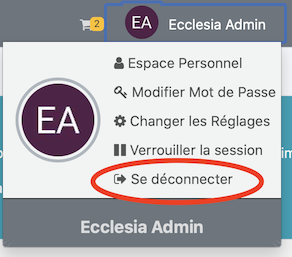 2
EA
Ecclesia Admin
Espace Personnel
Modifier Mot de Passe
EA
Changer les Réglages
Verrouiller la session
Se déconnecter
Ecclesia Admin